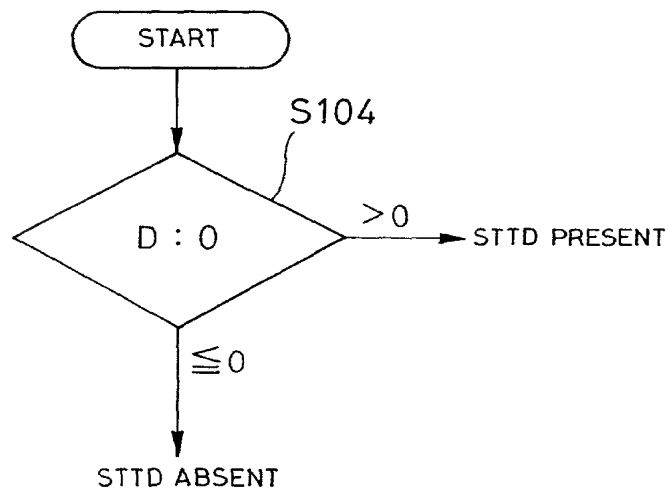 START
S104
D : 0
>0
STTD PRESENT
≦0
STTD ABSENT